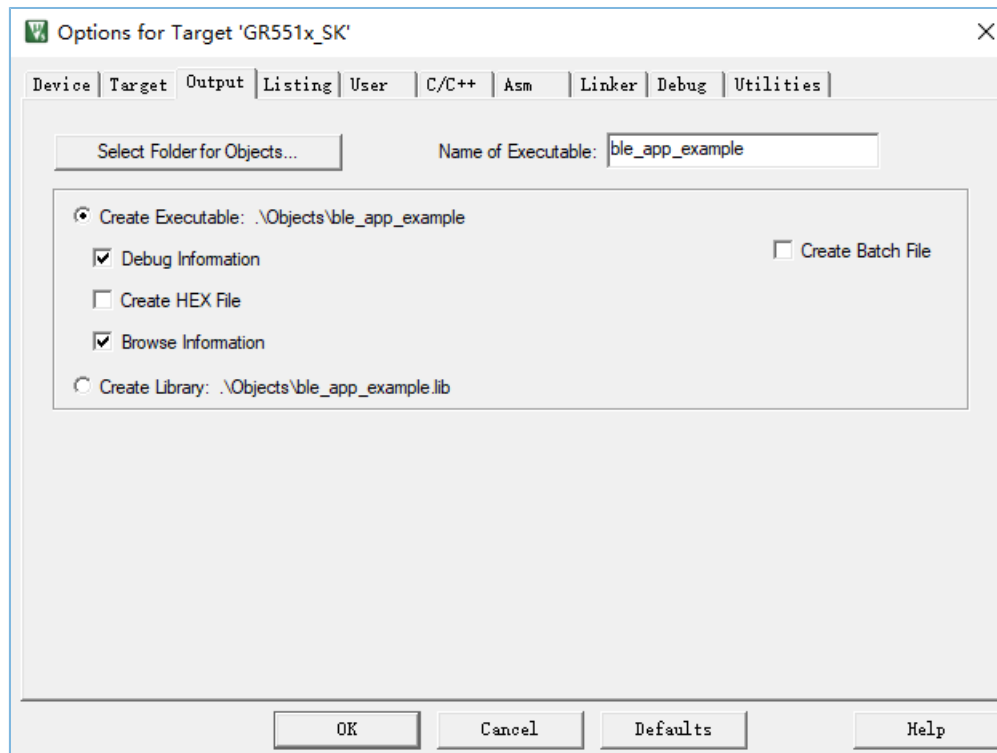 Options for Target 'GR551x_SK'
Device Target Output Listing User C/C++ Asm Linker Debug Utilities
Select Folder for Objects... Name of Executable: ble_app_example
Create Executable: .\Objects\ble_app_example
Debug Information Create Batch File
Create HEX File
Browse Information
Create Library: .\Objects\ble_app_example.lib
OK Cancel Defaults Help